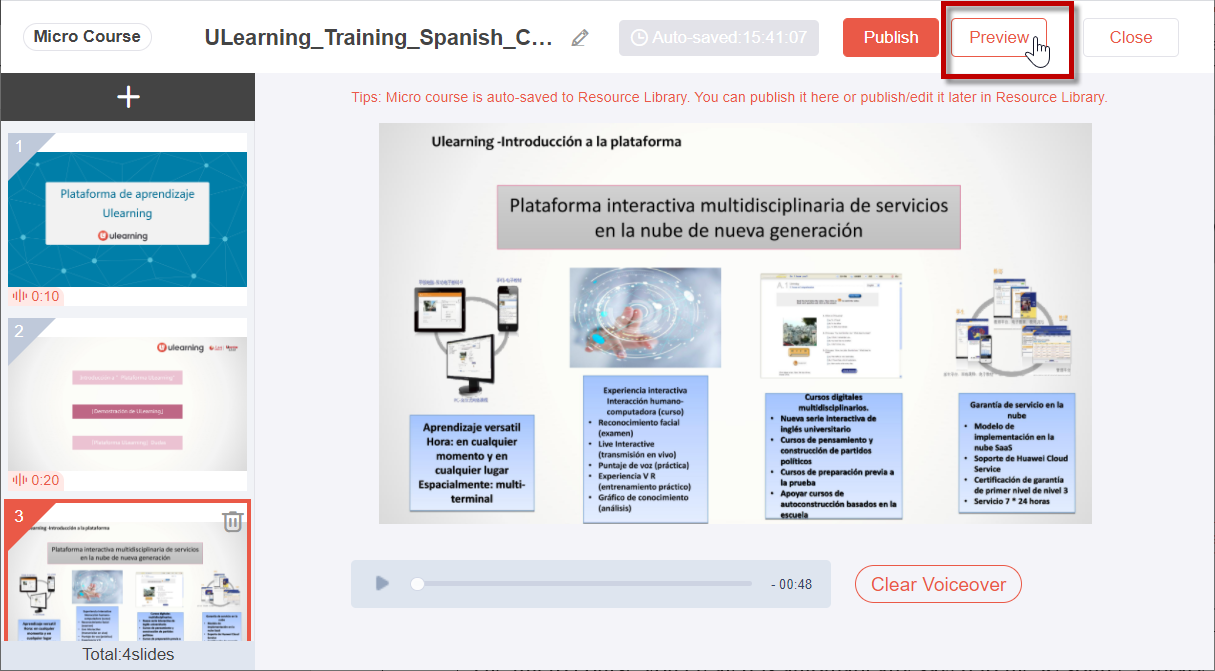 Micro Course
ULearning_Training_Spanish_C...
Auto-saved:15:41:07
Publish
Preview
Close
Tips: Micro course is auto-saved to Resource Library. You can publish it here or publish/edit it later in Resource Library.
1
Plataforma de aprendizaje
Ulearning
ulearning
0:10
2
ulearning
(Demostración de ULearning)
0:20
3
earning -Introducción a la plataforma
Plataforma interactiva multidisciplinaria de servicios
en la nube de nueva generación
Total:4slides
Ulearning -Introducción a la plataforma
Plataforma interactiva multidisciplinaria de servicios
en la nube de nueva generación
Aprendizaje versatil
Hora: en cualquier
momento y en
cualquier lugar
Espacialmente: multi-
terminal
Experiencia interactiva
Interacción humano-
computadora (curso)
• Reconocimiento facial
(examen)
• Live Interactive
(transmisión en vivo)
• Puntaje de voz (práctica)
• Experiencia V R
(entrenamiento práctico)
• Gráfico de conocimiento
(análisis)
Cursos digitales
multidisciplinarios.
• Nueva serie interactiva de
inglés universitario
• Cursos de pensamiento y
construcción de partidos
políticos
• Cursos de preparación previa a
la prueba
• Apoyar cursos de
autoconstrucción basados en la
escuela
Garantía de servicio en la
nube
• Modelo de
implementación en la
nube SaaS
• Soporte de Huawei Cloud
Service
• Certificación de garantía
de primer nivel de nivel 3
• Servicio 7 * 24 horas
- 00:48
Clear Voiceover